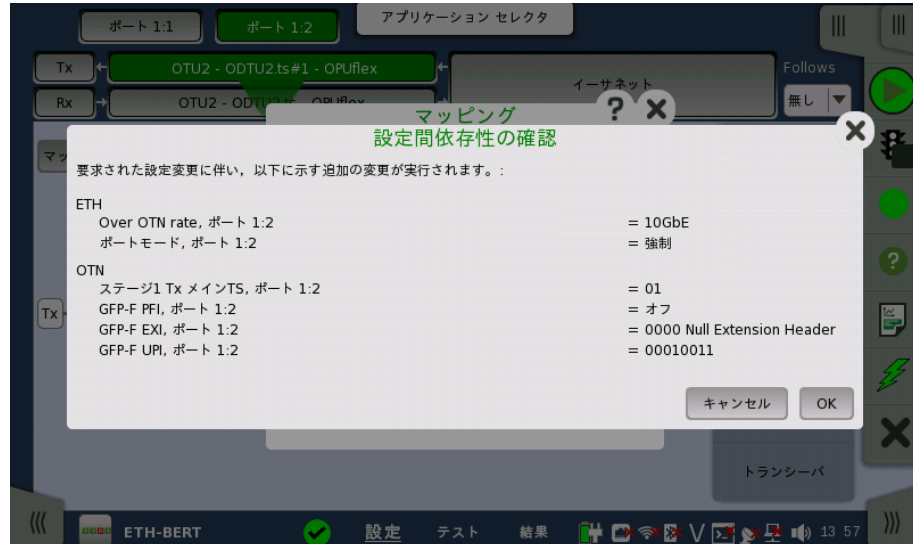 ポート 1:1
ポート 1:2
アプリケーション セレクタ
Tx
OTU2 - ODTU2.ts#1 - OPUflex
イーサネット
Follows
Rx
無し
マッピング
設定間依存性の確認
要求された設定変更に伴い，以下に示す追加の変更が実行されます。:
ETH
Over OTN rate, ポート 1:2 = 10GbE
ポートモード, ポート 1:2 = 強制
OTN
ステージ1 Tx メインTS, ポート 1:2 = 01
GFP-F PFI, ポート 1:2 = オフ
GFP-F EXI, ポート 1:2 = 0000 Null Extension Header
GFP-F UPI, ポート 1:2 = 00010011
Tx
キャンセル
OK
トランシーバ
ETH-BERT
設定
テスト
結果
13 57